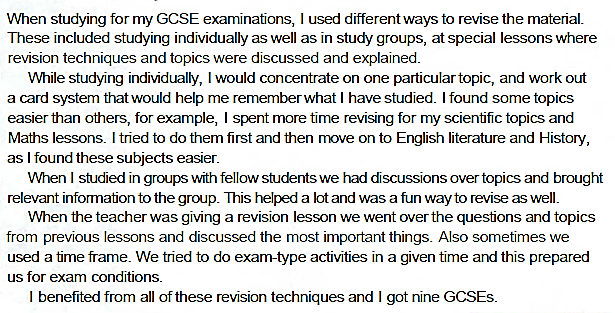 When studying for my GCSE examinations, I used different ways to revise the material.
These included studying individually as well as in study groups, at special lessons where
revision techniques and topics were discussed and explained.
While studying individually, I would concentrate on one particular topic, and work out
a card system that would help me remember what I have studied. I found some topics
easier than others, for example, I spent more time revising for my scientific topics and
Maths lessons. I tried to do them first and then move on to English literature and History,
as I found these subjects easier.
When I studied in groups with fellow students we had discussions over topics and brought
relevant information to the group. This helped a lot and was a fun way to revise as well.
When the teacher was giving a revision lesson we went over the questions and topics
from previous lessons and discussed the most important things. Also sometimes we
used a time frame. We tried to do exam-type activities in a given time and this prepared
us for exam conditions.
I benefited from all of these revision techniques and I got nine GCSEs.